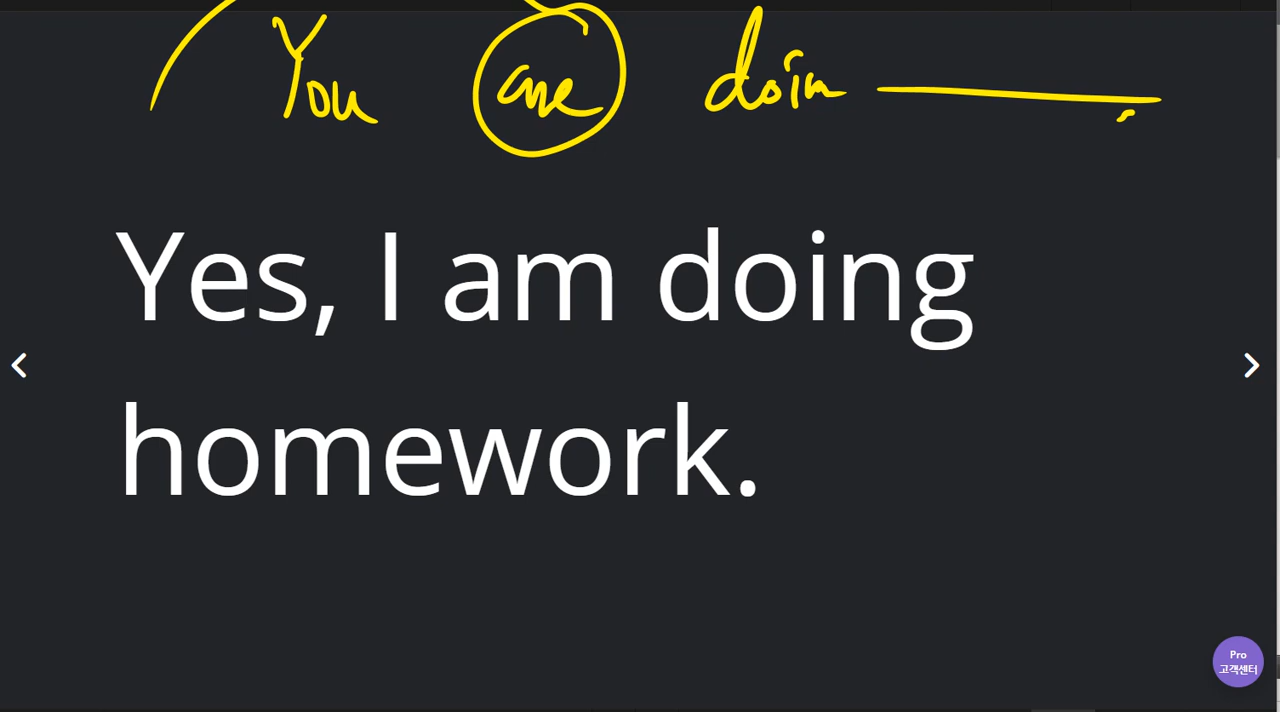 You are doin
Yes, I am doing
homework.
Pro
고객센터